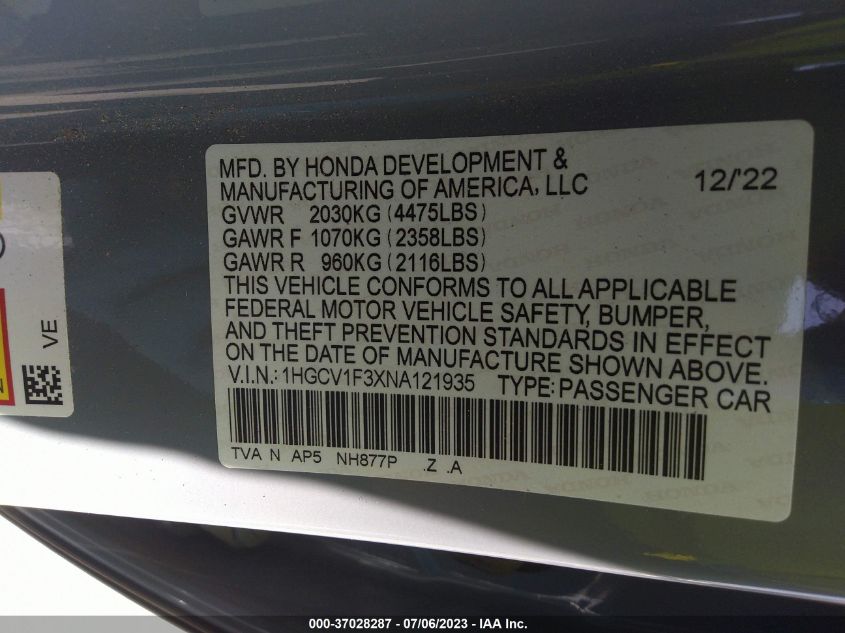 MFD. BY HONDA DEVELOPMENT &
MANUFACTURING OF AMERICA, LLC 12/'22
GVWR 2030KG (4475LBS)
GAWR F 1070KG (2358LBS)
GAWR R 960KG (2116LBS)
THIS VEHICLE CONFORMS TO ALL APPLICABLE
FEDERAL MOTOR VEHICLE SAFETY, BUMPER,
AND THEFT PREVENTION STANDARDS IN EFFECT
ON THE DATE OF MANUFACTURE SHOWN ABOVE.
V.I.N.: 1HGCV1F3XNA121935 TYPE: PASSENGER CAR
TVA N AP5 NH877P .Z .A
VE
000-37028287 - 07/06/2023 - IAA Inc.